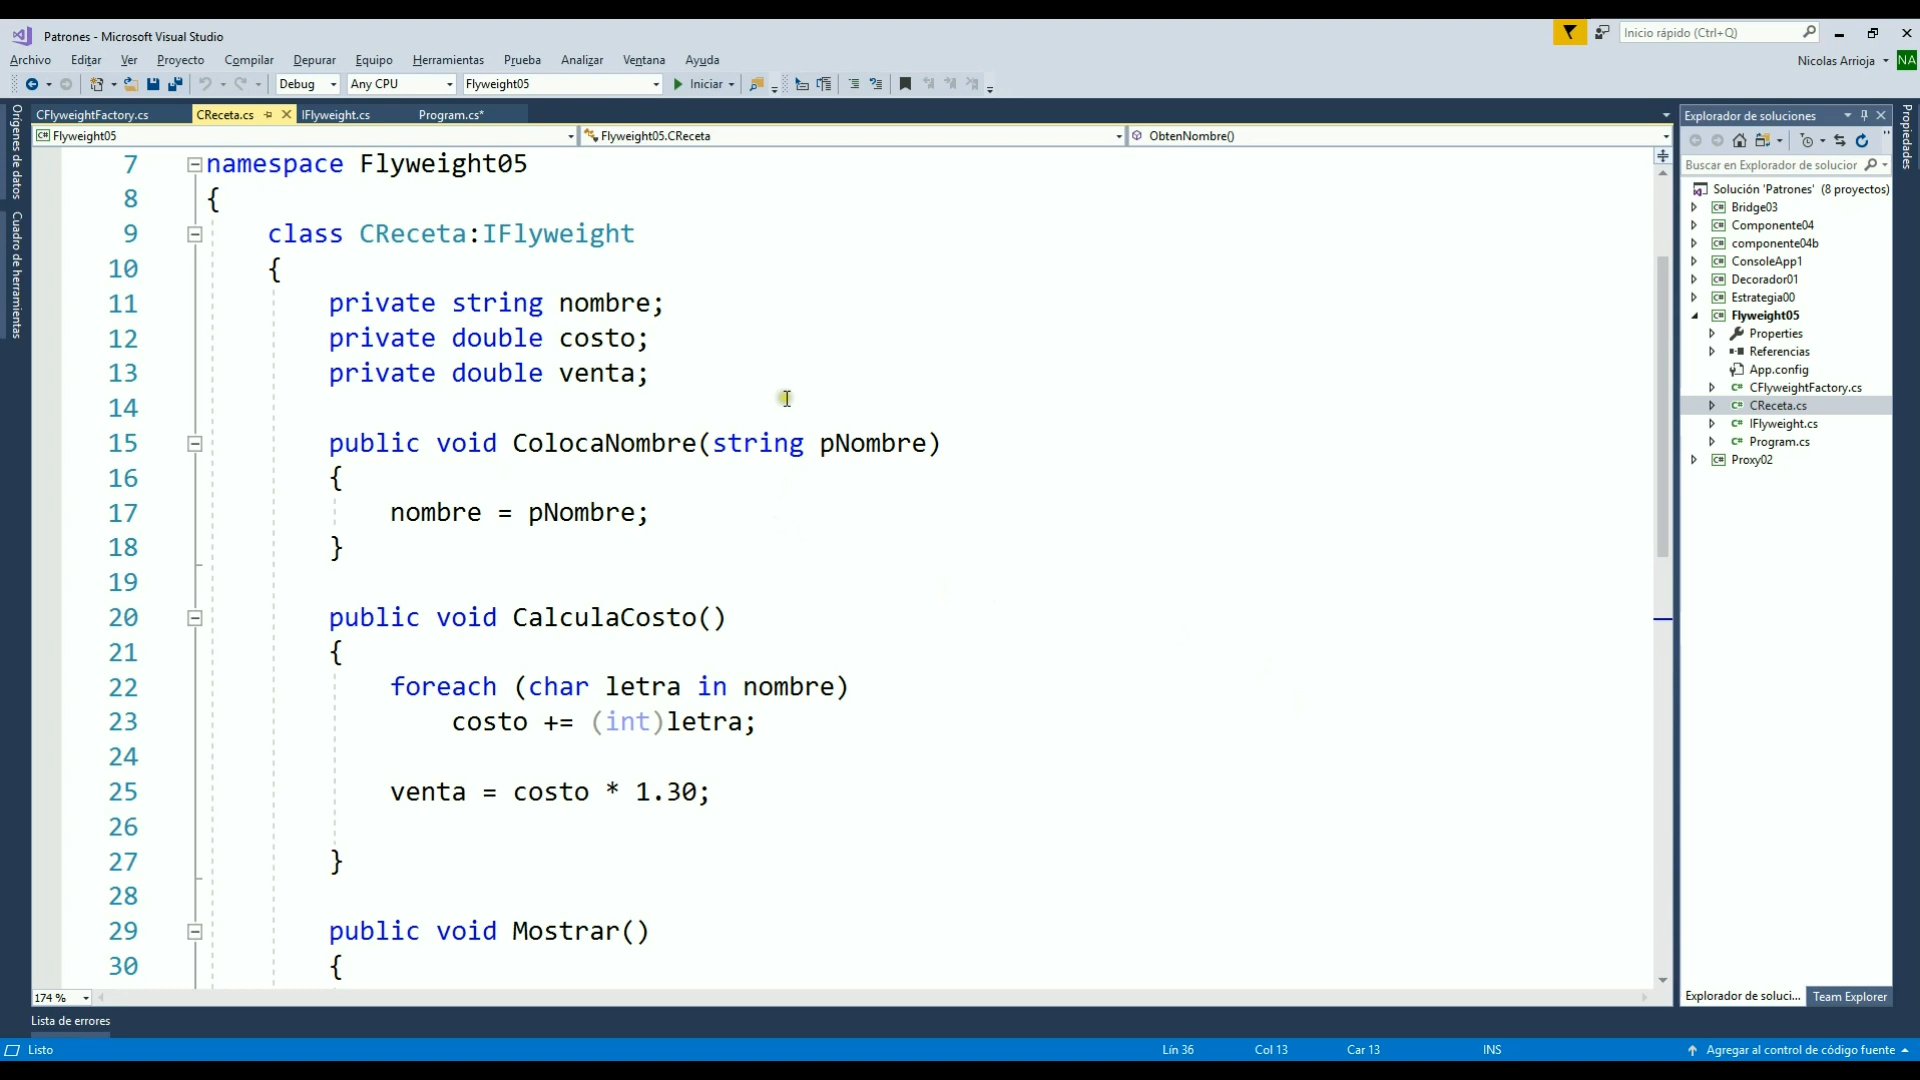 Patrones - Microsoft Visual Studio
Inicio rápido (Ctrl+Q)
Archivo Editar Ver Proyecto Compilar Depurar Equipo Herramientas Prueba Analizar Ventana Ayuda
Nicolas Arrioja NA
Debug Any CPU Flyweight05 Iniciar
Orígenes de datos
Cuadro de herramientas
CFlyweightFactory.cs CReceta.cs IFlyweight.cs Program.cs*
Flyweight05 Flyweight05.CReceta ObtenNombre()
7 namespace Flyweight05
8 {
9 class CReceta:IFlyweight
10 {
11 private string nombre;
12 private double costo;
13 private double venta;
14
15 public void ColocaNombre(string pNombre)
16 {
17 nombre = pNombre;
18 }
19
20 public void CalculaCosto()
21 {
22 foreach (char letra in nombre)
23 costo += (int)letra;
24
25 venta = costo * 1.30;
26
27 }
28
29 public void Mostrar()
30 {
174 %
Explorador de soluciones
Buscar en Explorador de solucior
Solución 'Patrones' (8 proyectos)
C# Bridge03
C# Componente04
C# componente04b
C# ConsoleApp1
C# Decorador01
C# Estrategia00
C# Flyweight05
Properties
Referencias
App.config
C# CFlyweightFactory.cs
C# CReceta.cs
C# IFlyweight.cs
C# Program.cs
C# Proxy02
Explorador de soluci... Team Explorer
Propiedades
Lista de errores
Listo Lín 36 Col 13 Car 13 INS Agregar al control de código fuente